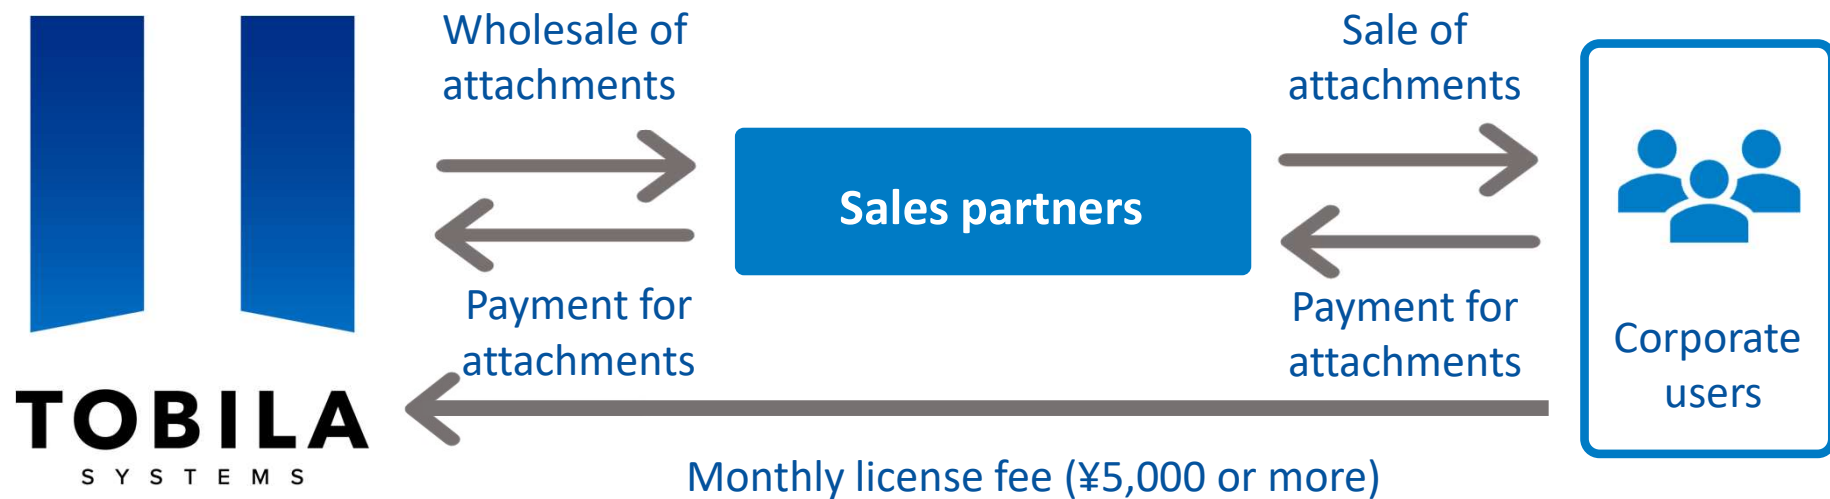 Wholesale of
attachments
Sale of
attachments
Sales partners
Payment for
attachments
Payment for
attachments
Corporate
users
TOBILA
SYSTEMS
Monthly license fee (¥5,000 or more)